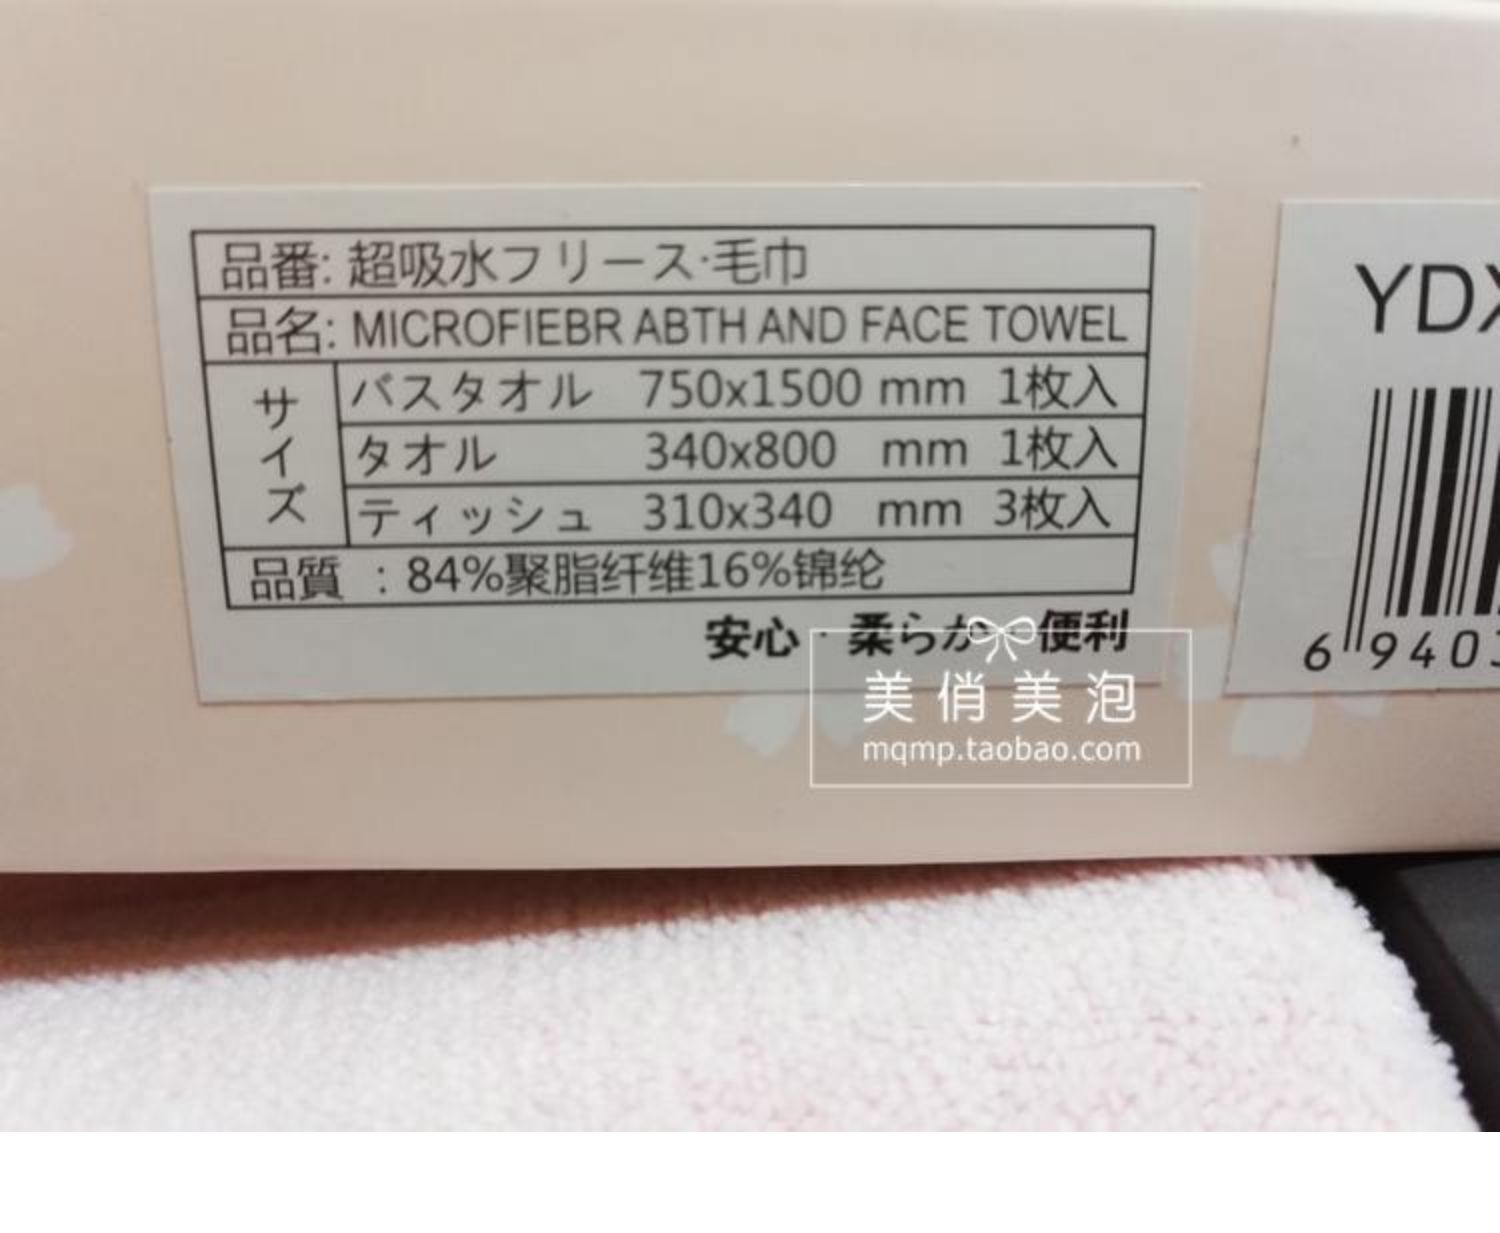 品番: 超吸水フリース·毛巾
品名: MICROFIEBR ABTH AND FACE TOWEL
サイズ
バスタオル 750x1500 mm 1枚入
タオル 340x800 mm 1枚入
ティッシュ 310x340 mm 3枚入
品質 : 84%聚脂纤维16%锦纶
安心 · 柔らか · 便利
美俏美泡
mqmp.taobao.com
YDX
6 9403